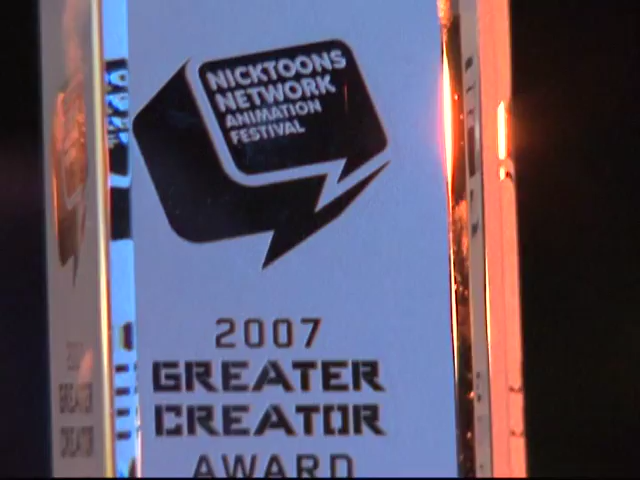 NICKTOONS
NETWORK
ANIMATION
FESTIVAL
2007
GREATER
CREATOR
AWARD